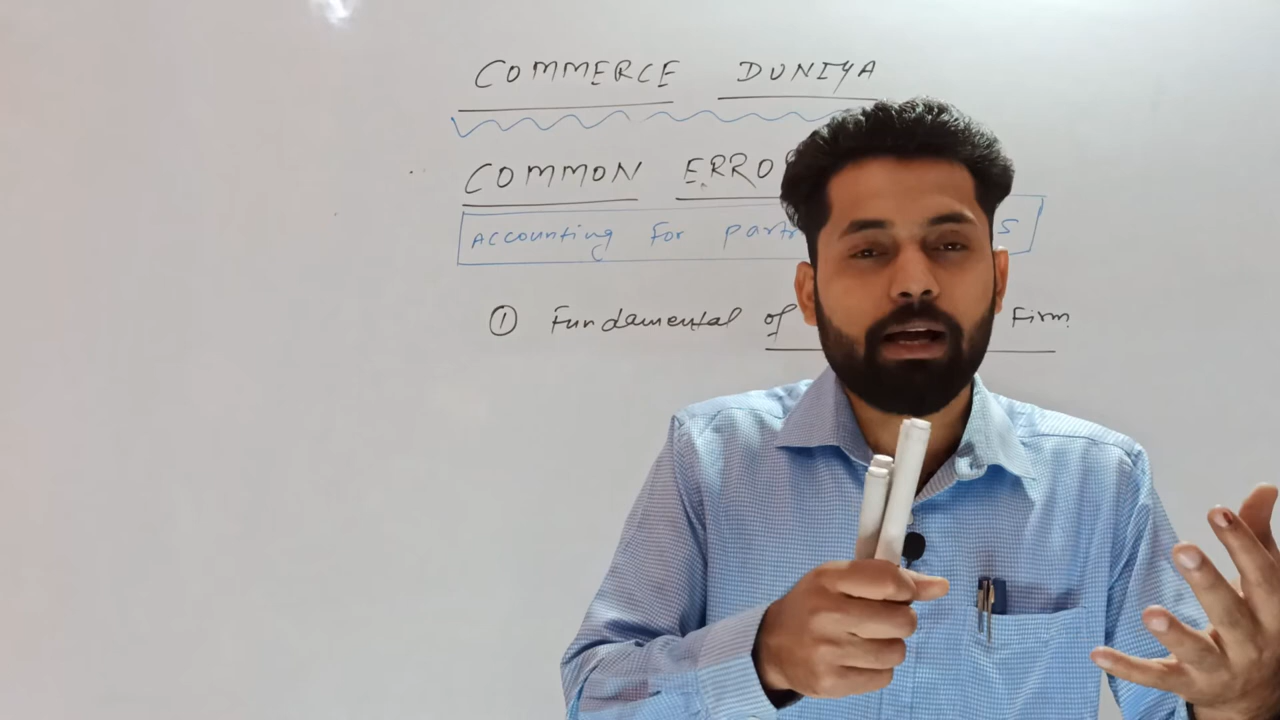 COMMERCE DUNIYA
COMMON ERRO
Accounting For part
s
① Fundamental of Firm